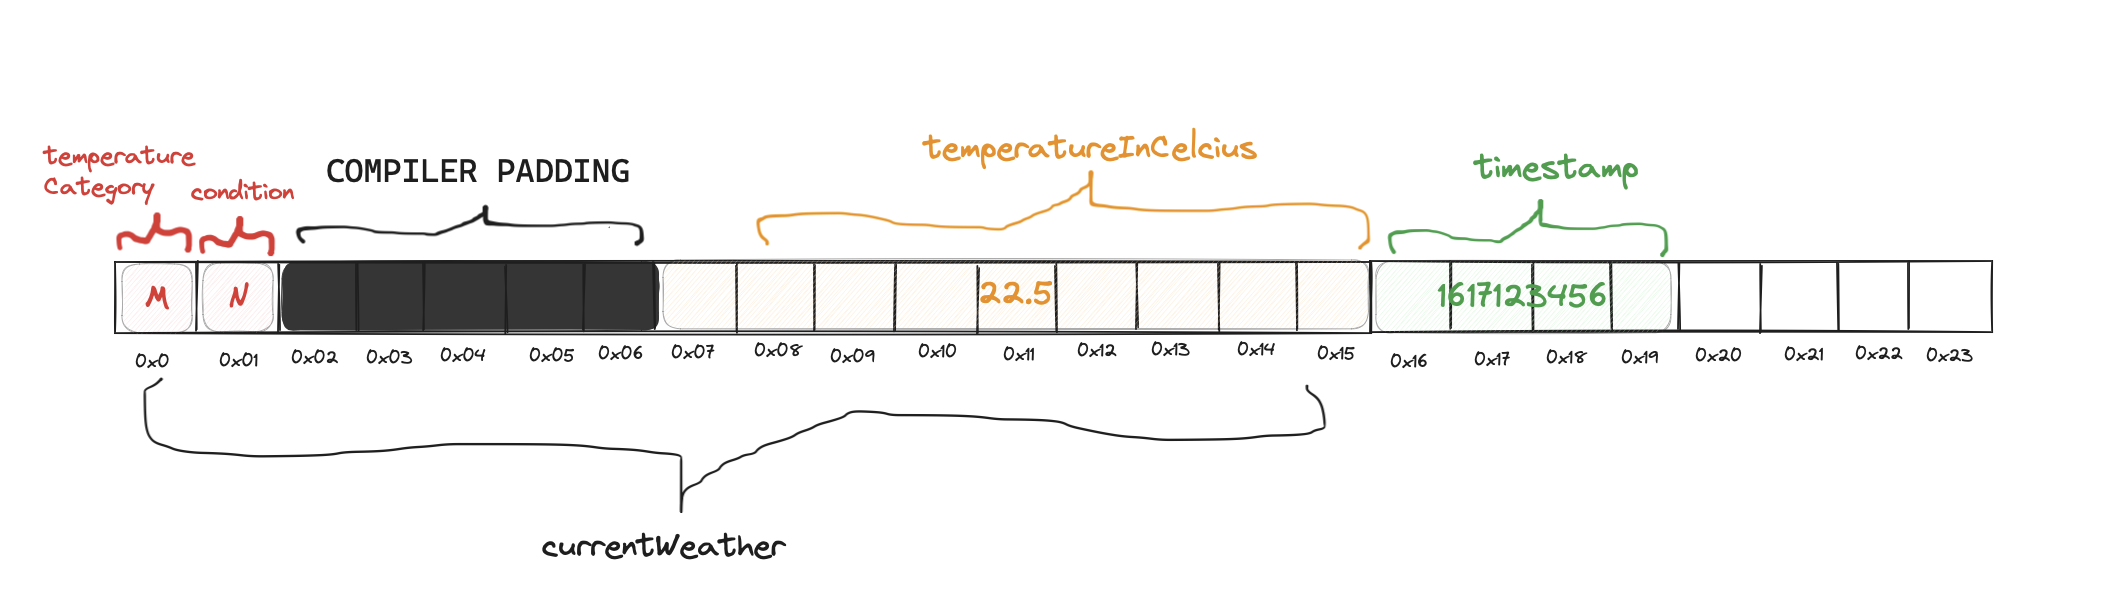 temperature
Category
condition
COMPILER PADDING
temperatureInCelcius
timestamp
M
N
22.5
1617123456
0x0
0x01
0x02
0x03
0x04
0x05
0x06
0x07
0x08
0x09
0x10
0x11
0x12
0x13
0x14
0x15
0x16
0x17
0x18
0x19
0x20
0x21
0x22
0x23
currentWeather